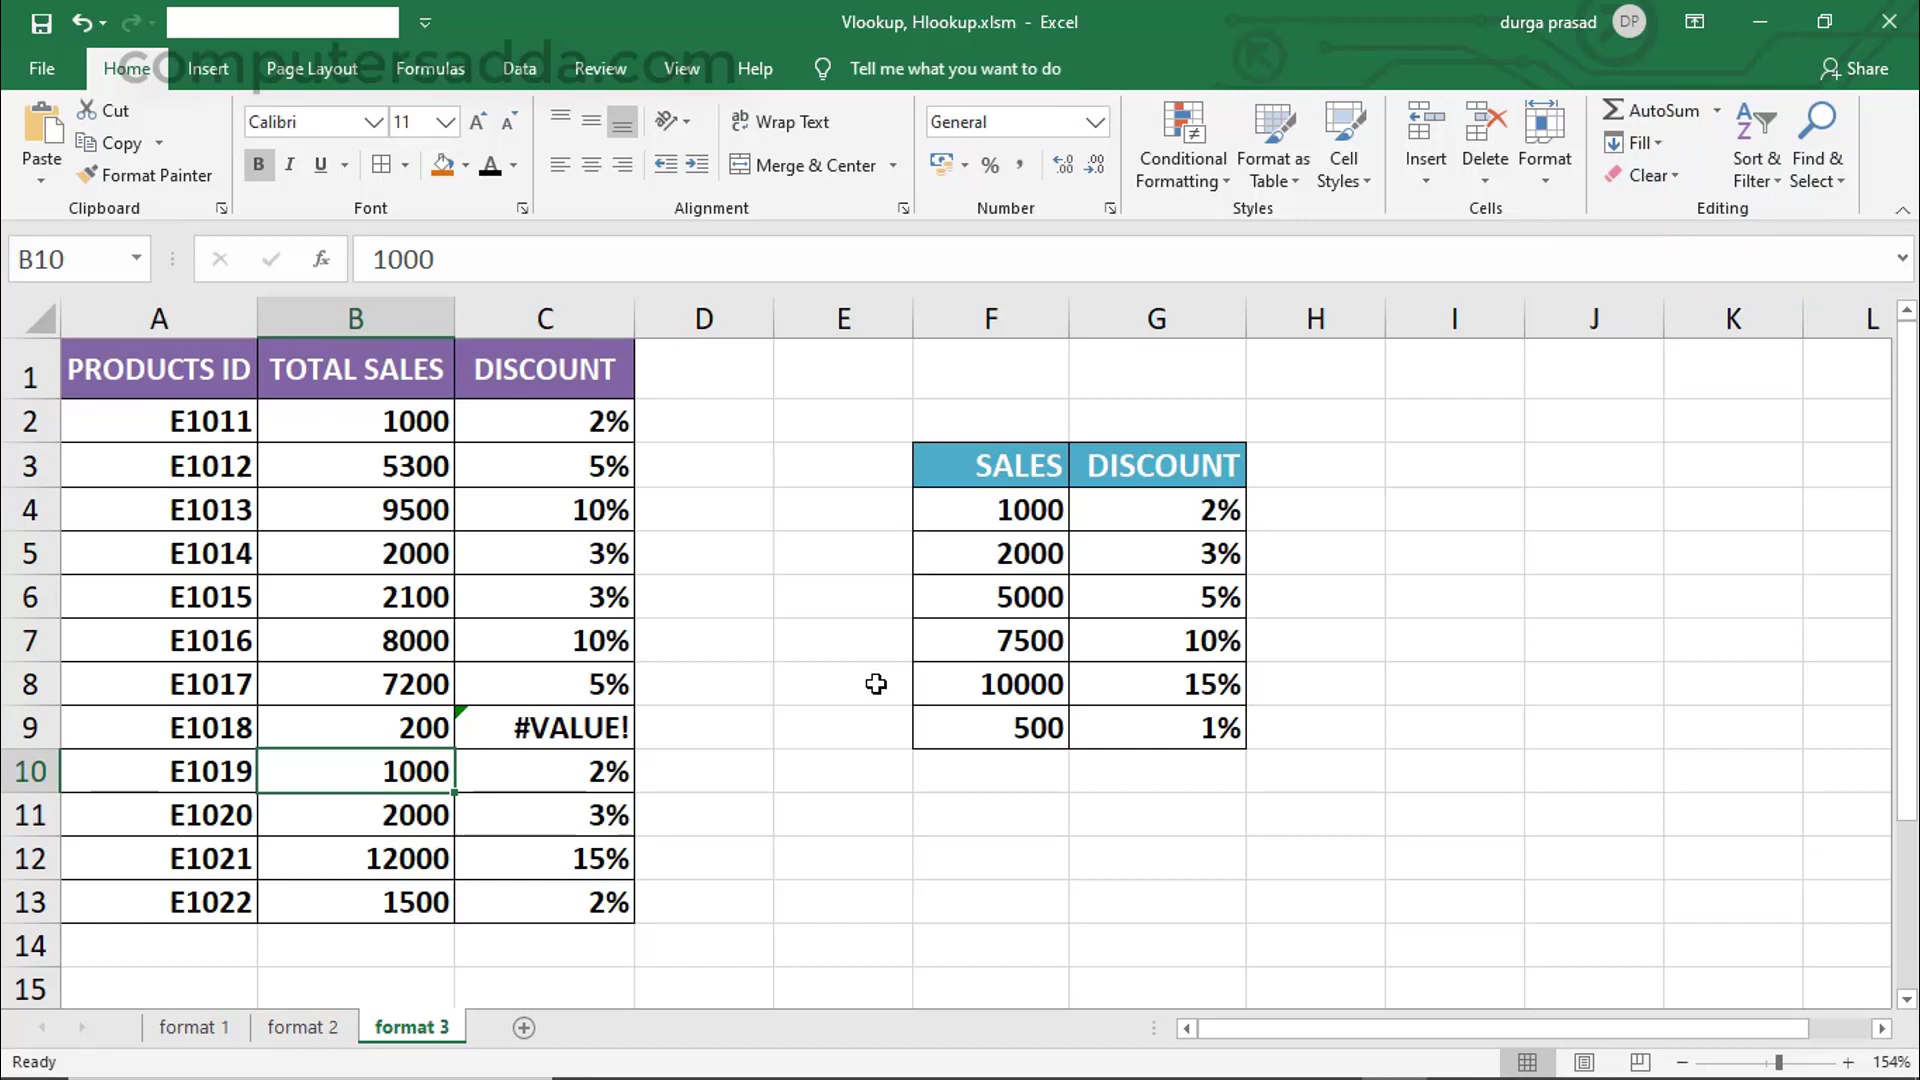 Vlookup, Hlookup.xlsm - Excel
durga prasad DP
computersadda.com
File Home Insert Page Layout Formulas Data Review View Help Tell me what you want to do Share
Paste Cut Copy Format Painter
Clipboard
Calibri 11 A A
B I U A
Font
ab Wrap Text
Merge & Center
Alignment
General
% ,
Number
Conditional Formatting Format as Table Cell Styles
Styles
Insert Delete Format
Cells
AutoSum Fill Clear
Sort & Filter Find & Select
Editing
B10 fx 1000
A B C D E F G H I J K L
1 PRODUCTS ID TOTAL SALES DISCOUNT
2 E1011 1000 2%
3 E1012 5300 5% SALES DISCOUNT
4 E1013 9500 10% 1000 2%
5 E1014 2000 3% 2000 3%
6 E1015 2100 3% 5000 5%
7 E1016 8000 10% 7500 10%
8 E1017 7200 5% 10000 15%
9 E1018 200 #VALUE! 500 1%
10 E1019 1000 2%
11 E1020 2000 3%
12 E1021 12000 15%
13 E1022 1500 2%
14
15
format 1 format 2 format 3
Ready 154%